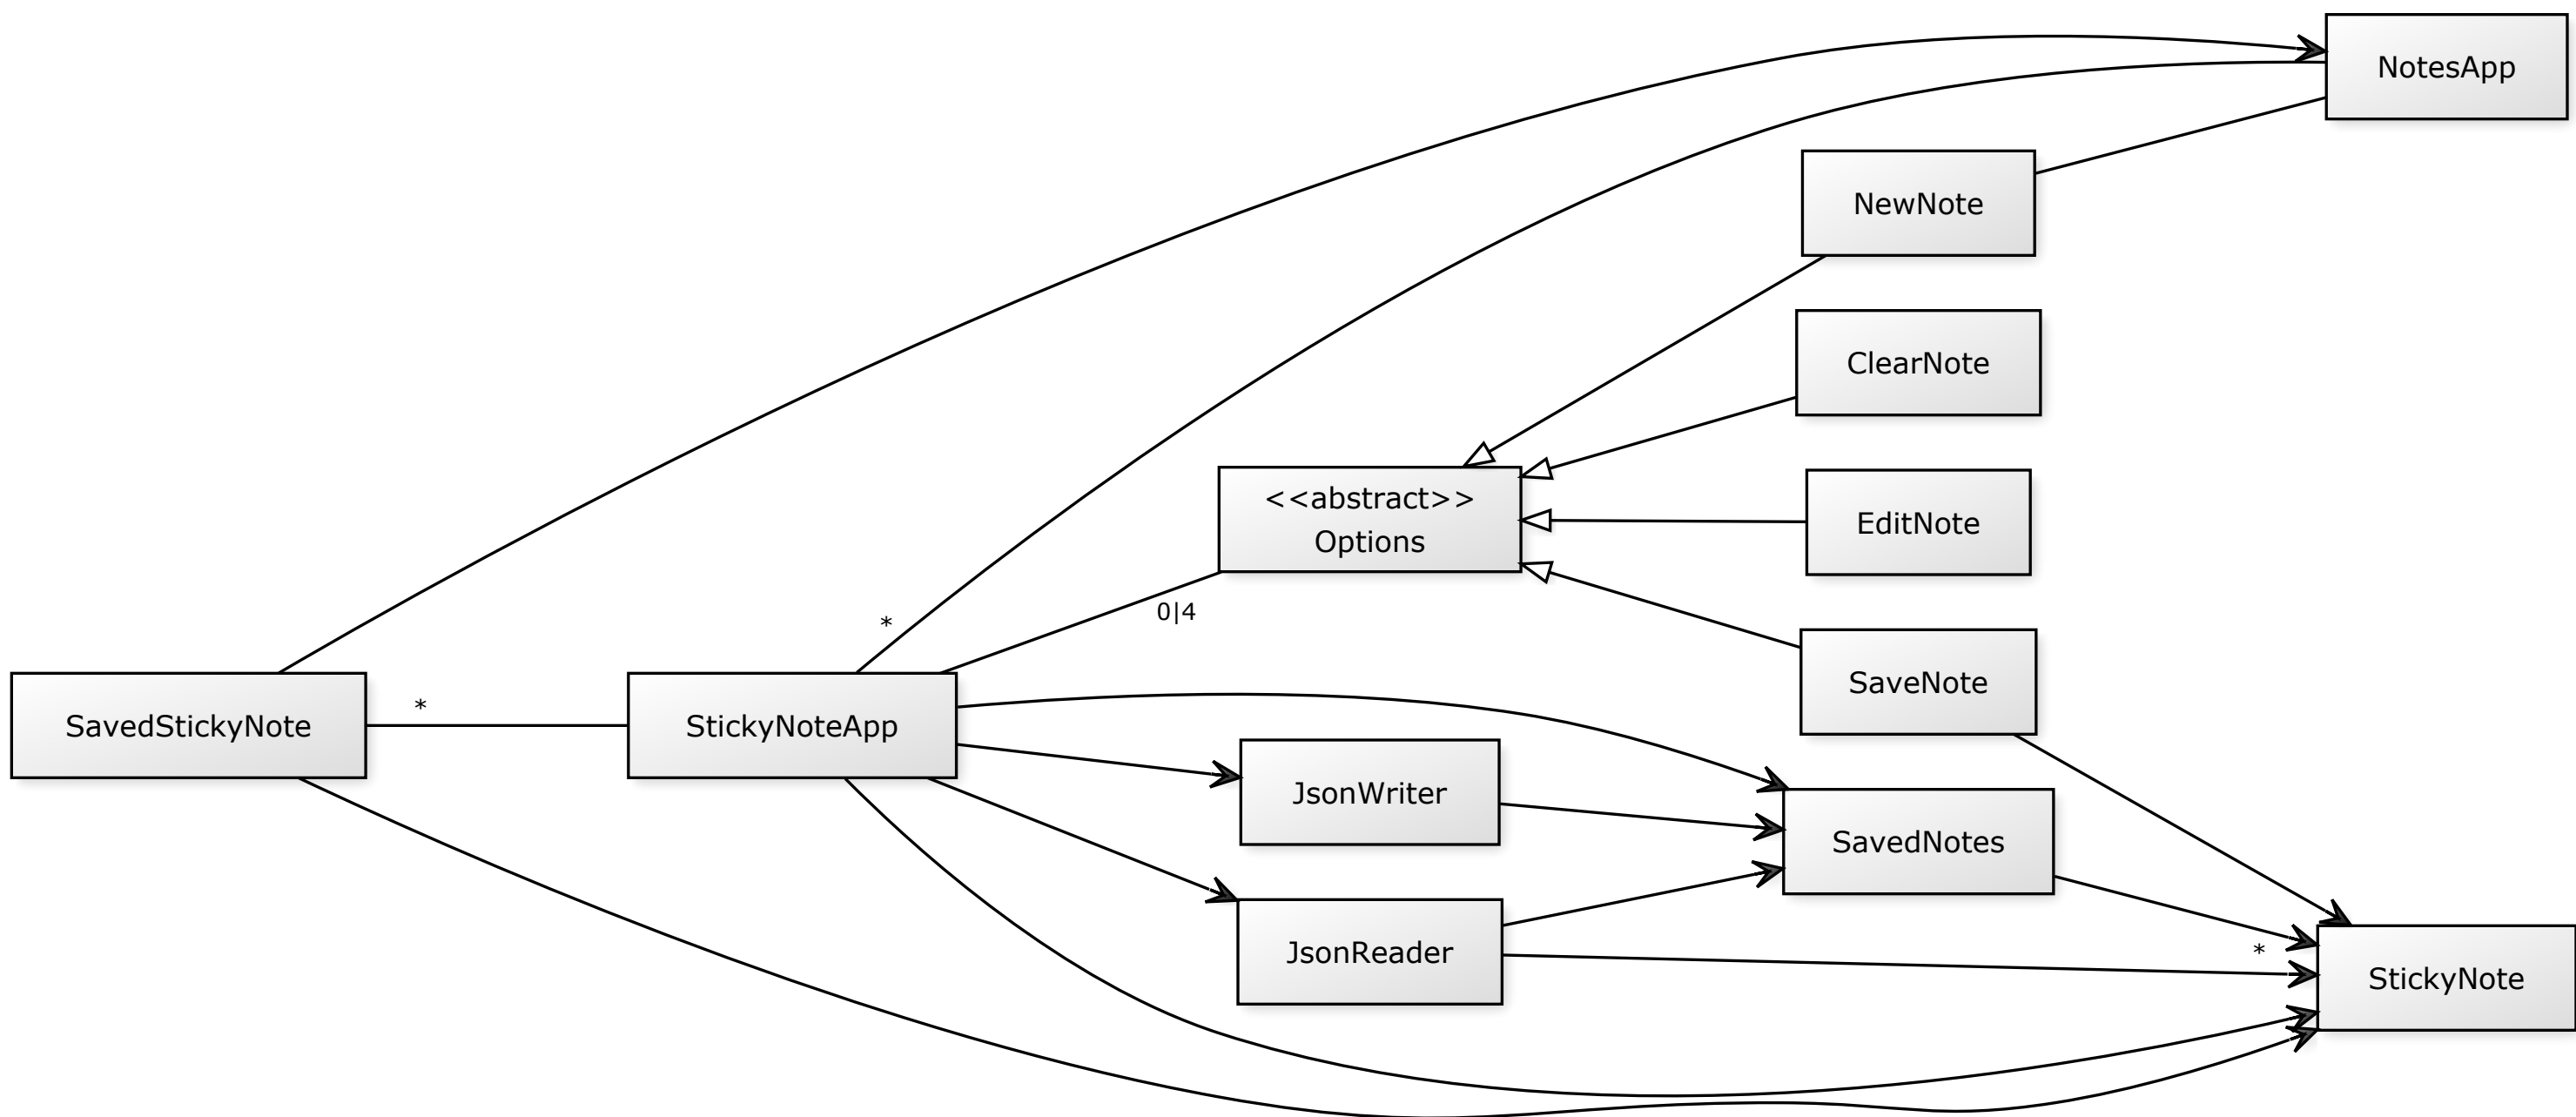 NotesApp
NewNote
ClearNote
<<abstract>>
Options
EditNote
0|4
*
SaveNote
*
SavedStickyNote
StickyNoteApp
JsonWriter
SavedNotes
JsonReader
*
StickyNote